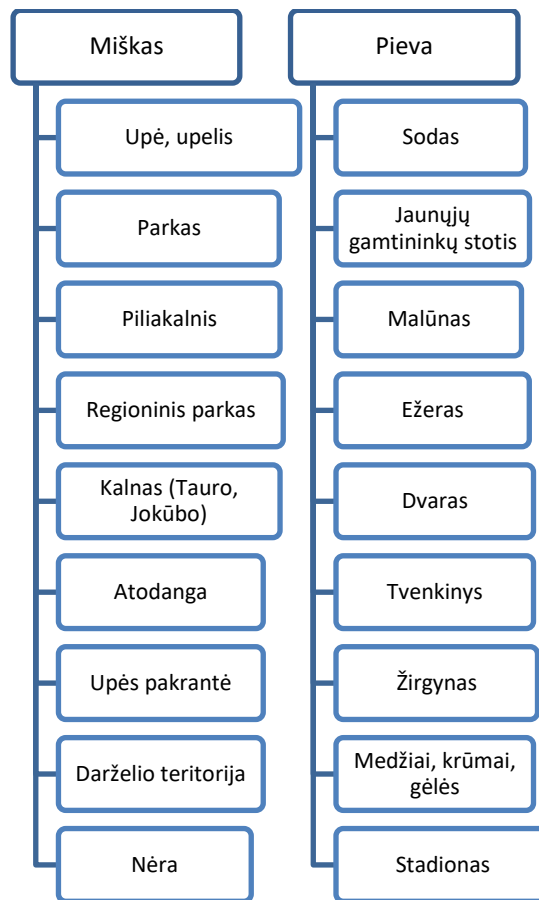 Miškas
Upė, upelis
Parkas
Piliakalnis
Regioninis parkas
Kalnas (Tauro,
Jokūbo)
Atodanga
Upės pakrantė
Darželio teritorija
Nėra
Pieva
Sodas
Jaunųjų
gamtininkų stotis
Malūnas
Ežeras
Dvaras
Tvenkinys
Žirgynas
Medžiai, krūmai,
gėlės
Stadionas